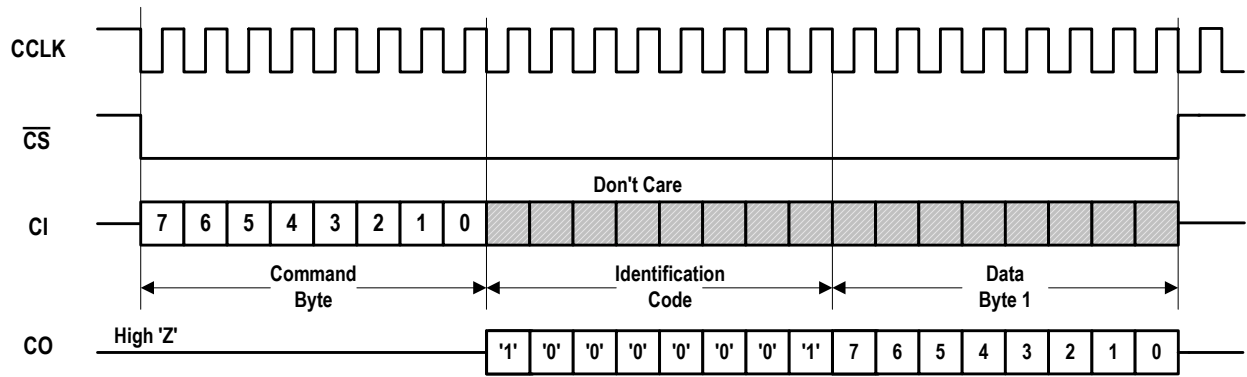 CCLK
CS
Don't Care
CI 7 6 5 4 3 2 1 0
Command Byte
Identification Code
Data Byte 1
High 'Z'
CO '1' '0' '0' '0' '0' '0' '0' '1' 7 6 5 4 3 2 1 0